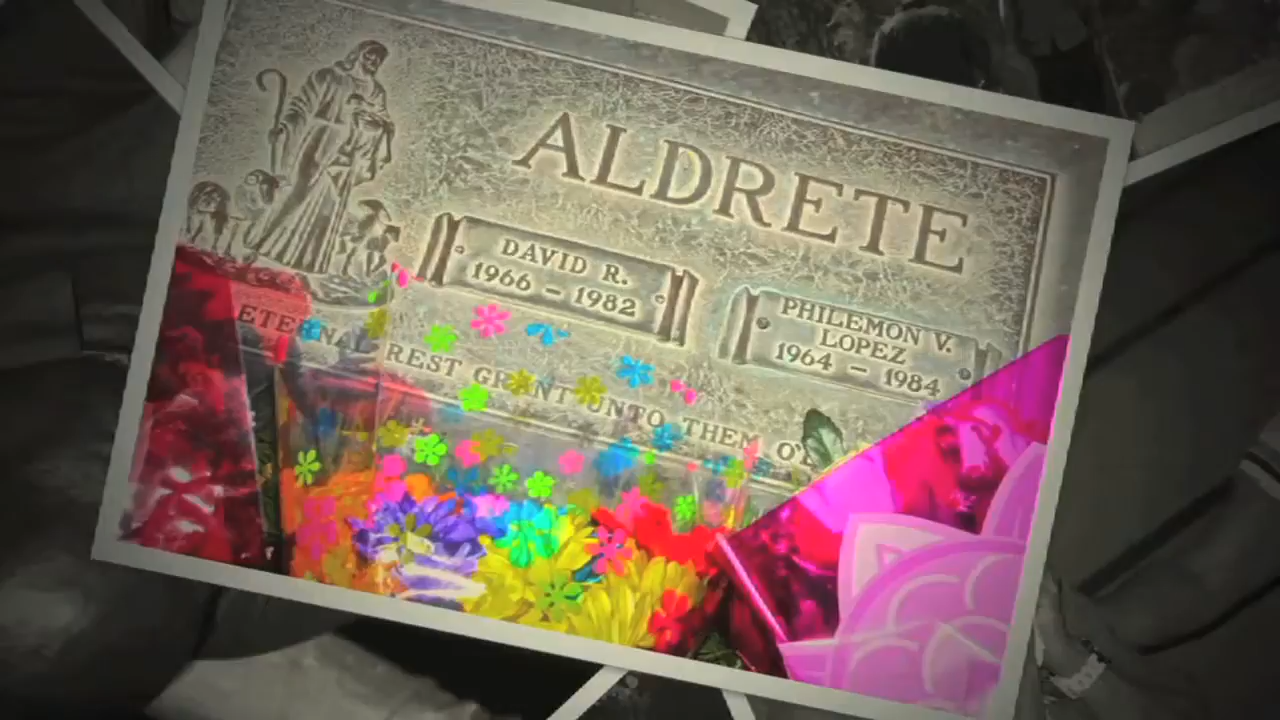 ALDRETE
DAVID R.
1966 – 1982
PHILEMON V.
LOPEZ
1964 – 1984
ETERNAL REST GRANT UNTO THEM O'L